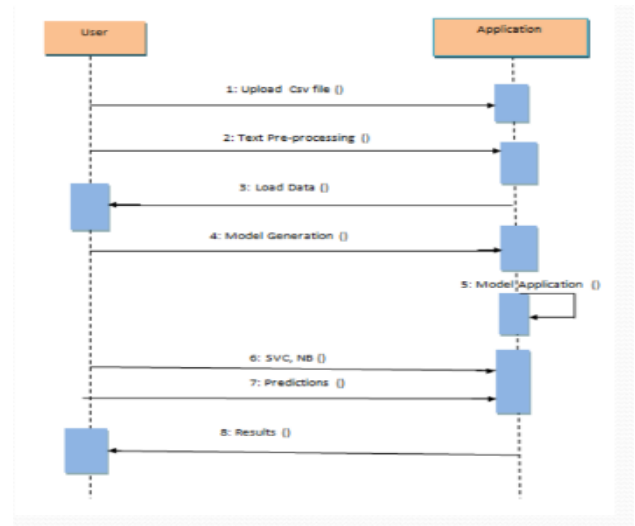 User
Application
1: Upload Csv file ()
2: Text Pre-processing ()
3: Load Data ()
4: Model Generation ()
5: Model Application ()
6: SVC, NB ()
7: Predictions ()
8: Results ()